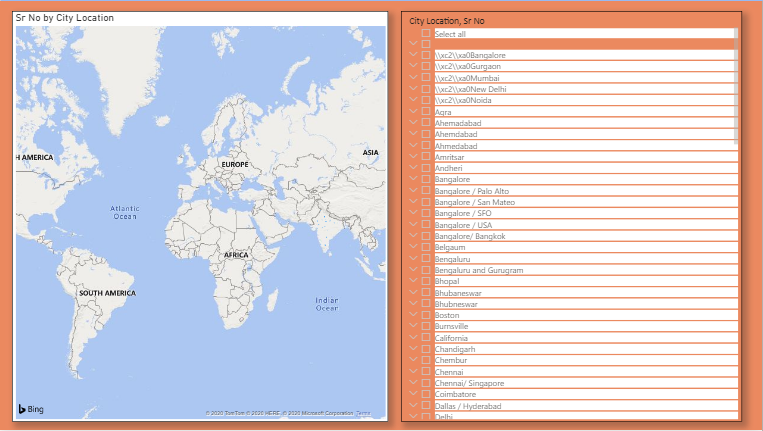 Sr No by City Location
H AMERICA
EUROPE
ASIA
Atlantic
Ocean
AFRICA
SOUTH AMERICA
Indian
Ocean
Bing
© 2020 TomTom © 2020 HERE, © 2020 Microsoft Corporation Terms
City Location, Sr No
Select all
\\xc2\\xa0Bangalore
\\xc2\\xa0Gurgaon
\\xc2\\xa0Mumbai
\\xc2\\xa0New Delhi
\\xc2\\xa0Noida
Agra
Ahemadabad
Ahemdabad
Ahmedabad
Amritsar
Andheri
Bangalore
Bangalore / Palo Alto
Bangalore / San Mateo
Bangalore / SFO
Bangalore / USA
Bangalore/ Bangkok
Belgaum
Bengaluru
Bengaluru and Gurugram
Bhopal
Bhubaneswar
Bhubneswar
Boston
Burnsville
California
Chandigarh
Chembur
Chennai
Chennai/ Singapore
Coimbatore
Dallas / Hyderabad
Delhi